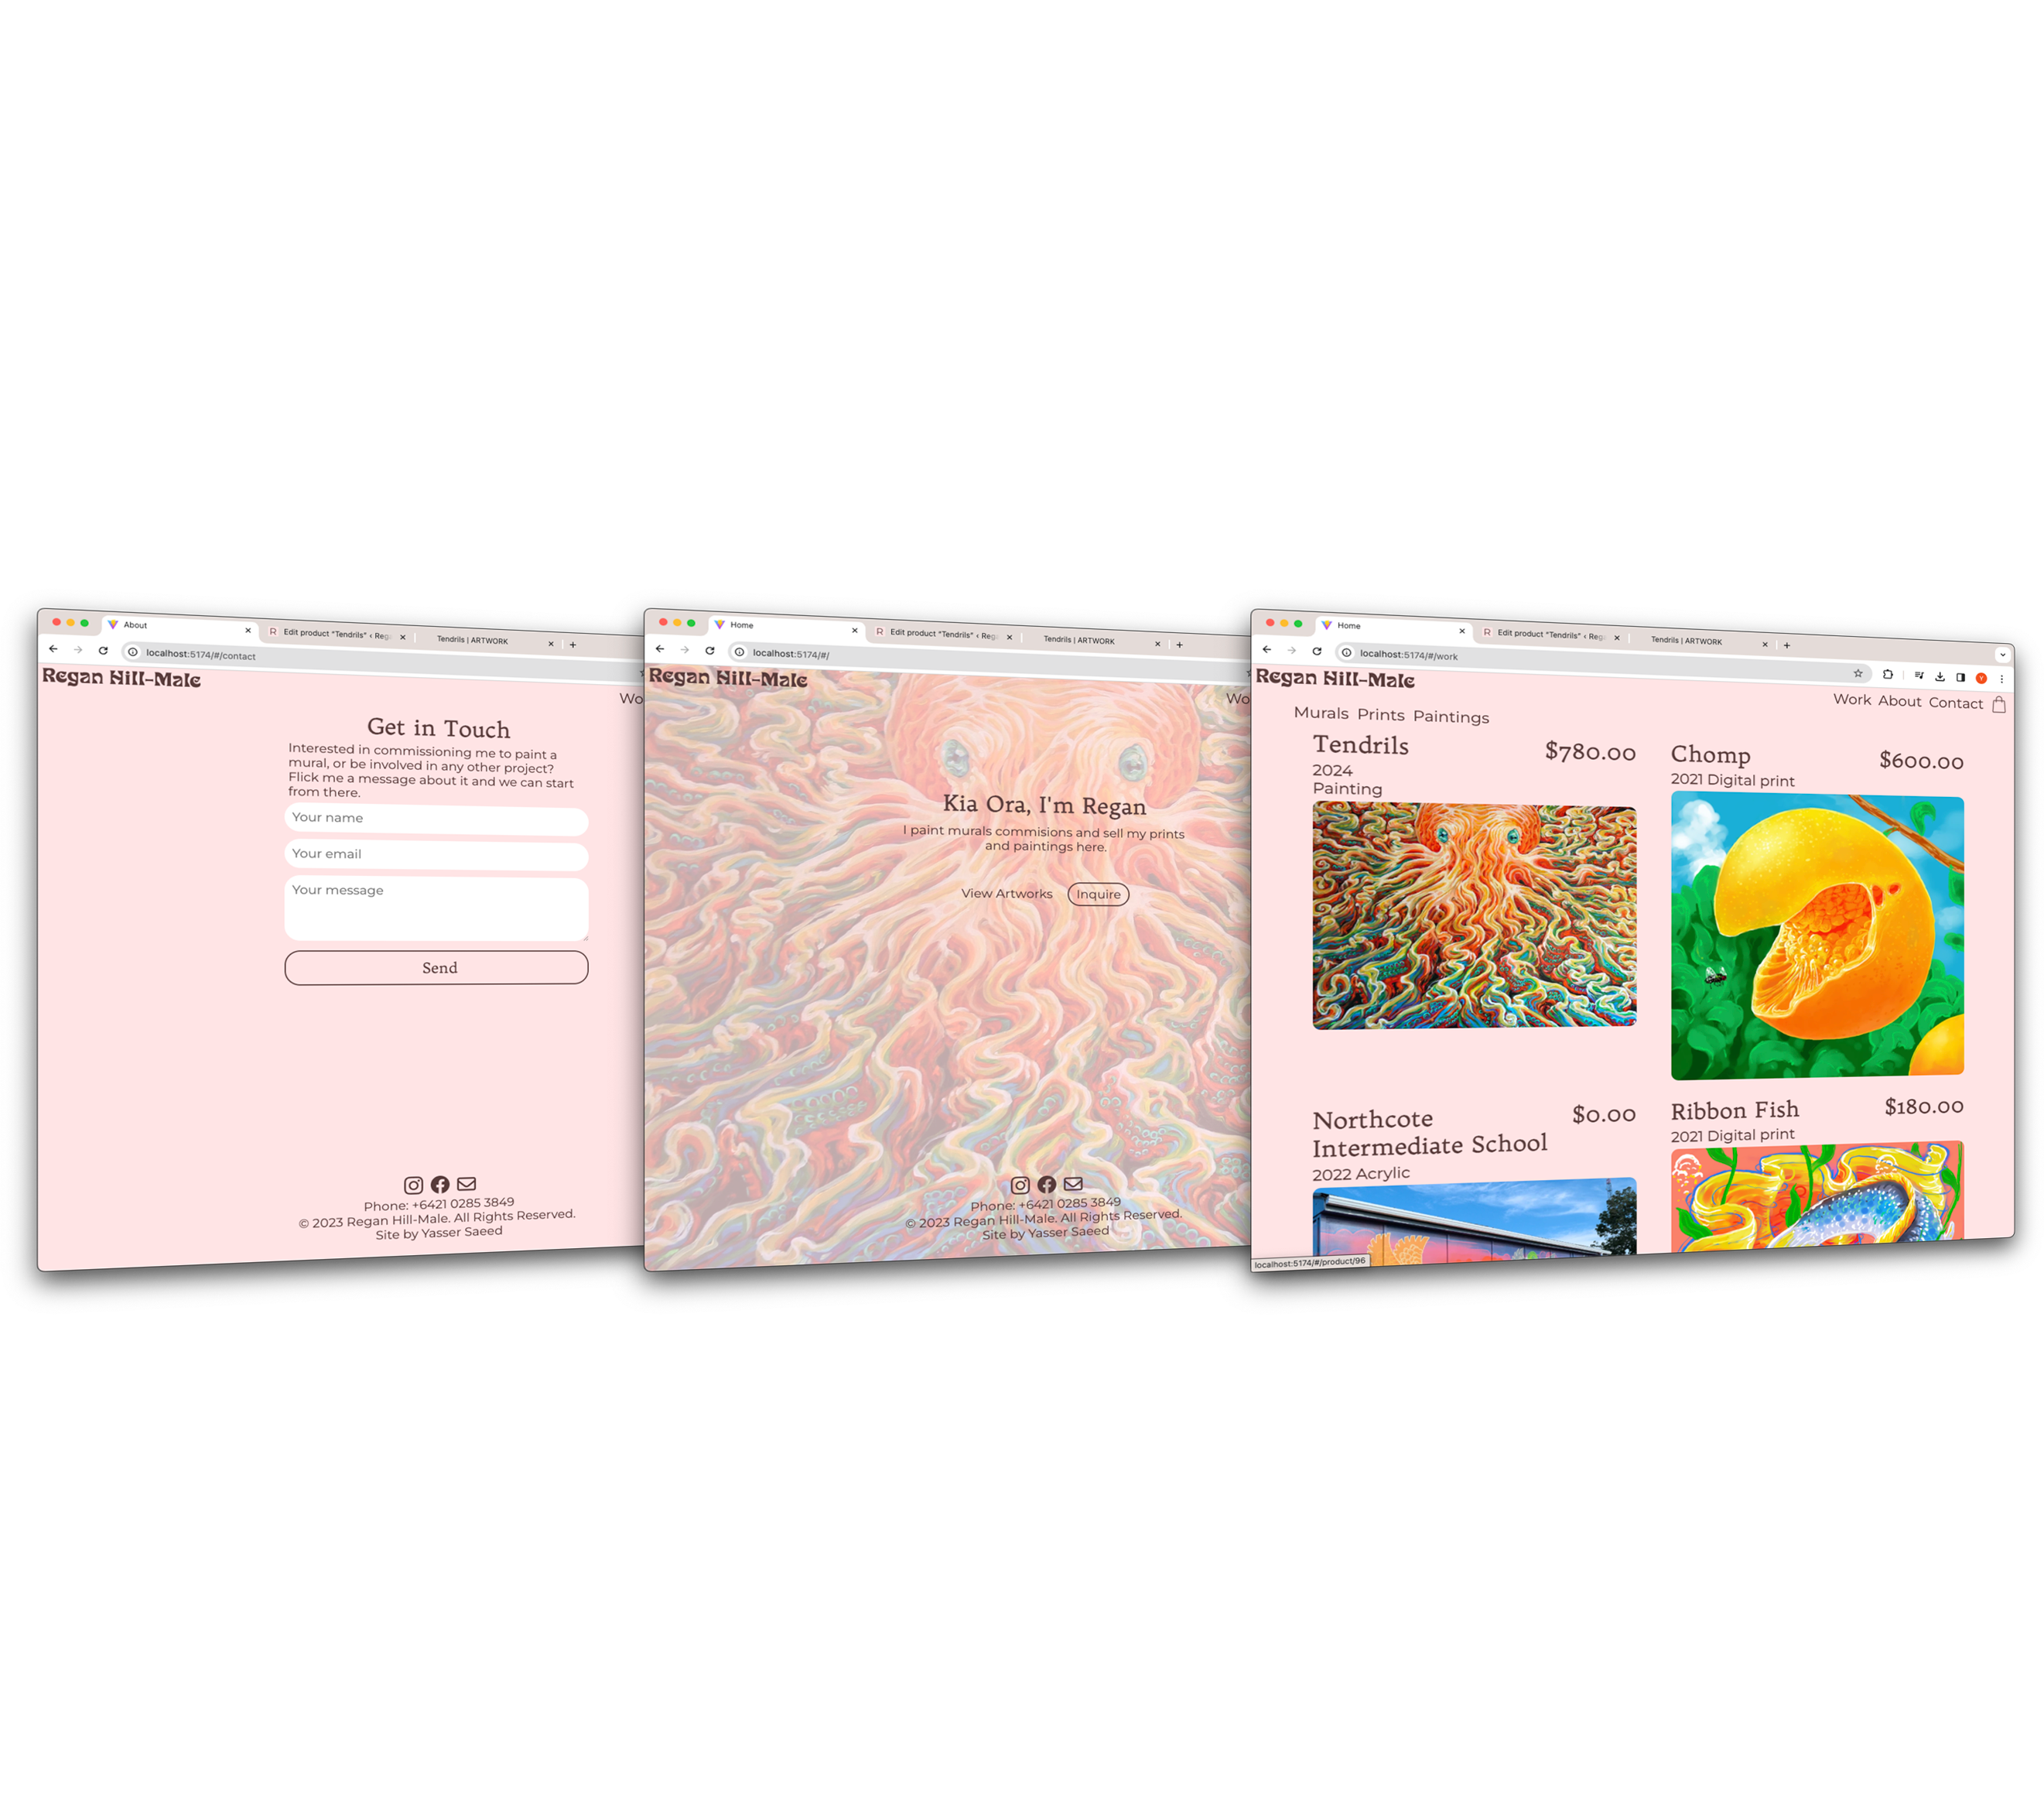 About
Edit product "Tendrils" ‹ Reg
Tendrils | ARTWORK
localhost:5174/#/contact
Regan Hill-Male
Wo
Get in Touch
Interested in commissioning me to paint a
mural, or be involved in any other project?
Flick me a message about it and we can start
from there.
Your name
Your email
Your message
Send
Phone: +6421 0285 3849
© 2023 Regan Hill-Male. All Rights Reserved.
Site by Yasser Saeed
Home
Edit product "Tendrils" ‹ Reg
Tendrils | ARTWORK
localhost:5174/#/
Regan Hill-Male
Wo
Kia Ora, I'm Regan
I paint murals commisions and sell my prints
and paintings here.
View Artworks Inquire
Phone: +6421 0285 3849
© 2023 Regan Hill-Male. All Rights Reserved.
Site by Yasser Saeed
Home
Edit product "Tendrils" ‹ Reg
Tendrils | ARTWORK
localhost:5174/#/work
Y
Regan Hill-Male
Work About Contact
Murals Prints Paintings
Tendrils $780.00
2024
Painting
Chomp $600.00
2021 Digital print
Northcote $0.00
Intermediate School
2022 Acrylic
Ribbon Fish $180.00
2021 Digital print
localhost:5174/#/product/96